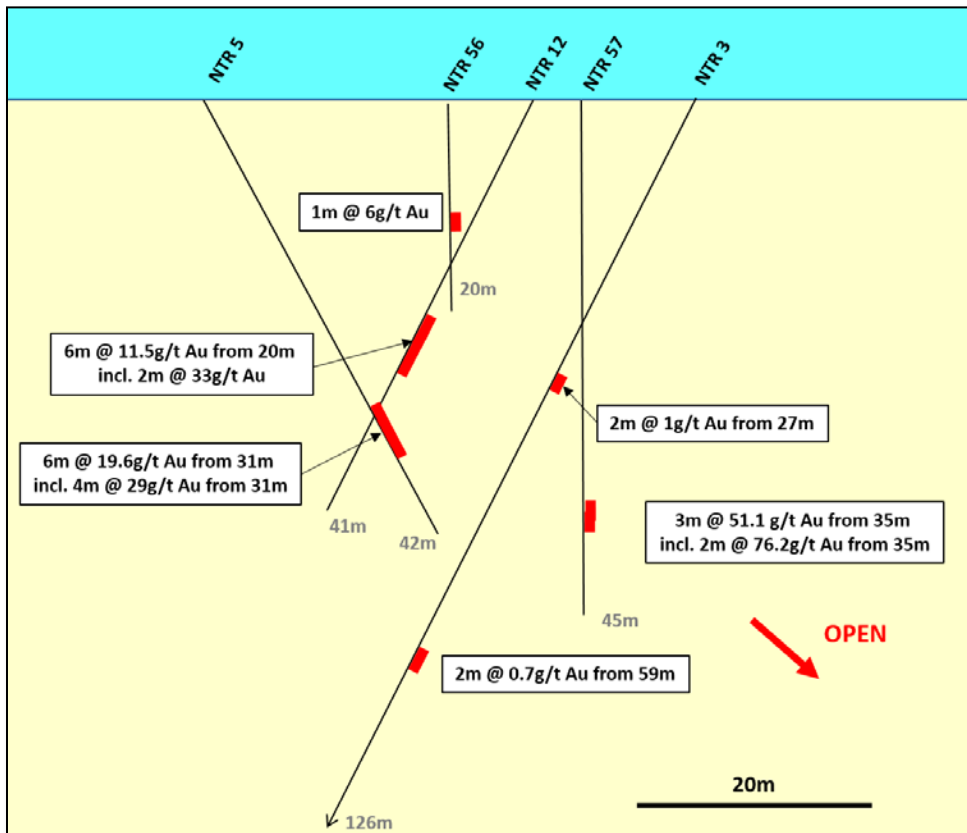 NTR 5
NTR 56
NTR 12
NTR 57
NTR 3
1m @ 6g/t Au
20m
6m @ 11.5g/t Au from 20m
incl. 2m @ 33g/t Au
2m @ 1g/t Au from 27m
6m @ 19.6g/t Au from 31m
incl. 4m @ 29g/t Au from 31m
41m
42m
3m @ 51.1 g/t Au from 35m
incl. 2m @ 76.2g/t Au from 35m
45m
OPEN
2m @ 0.7g/t Au from 59m
20m
126m